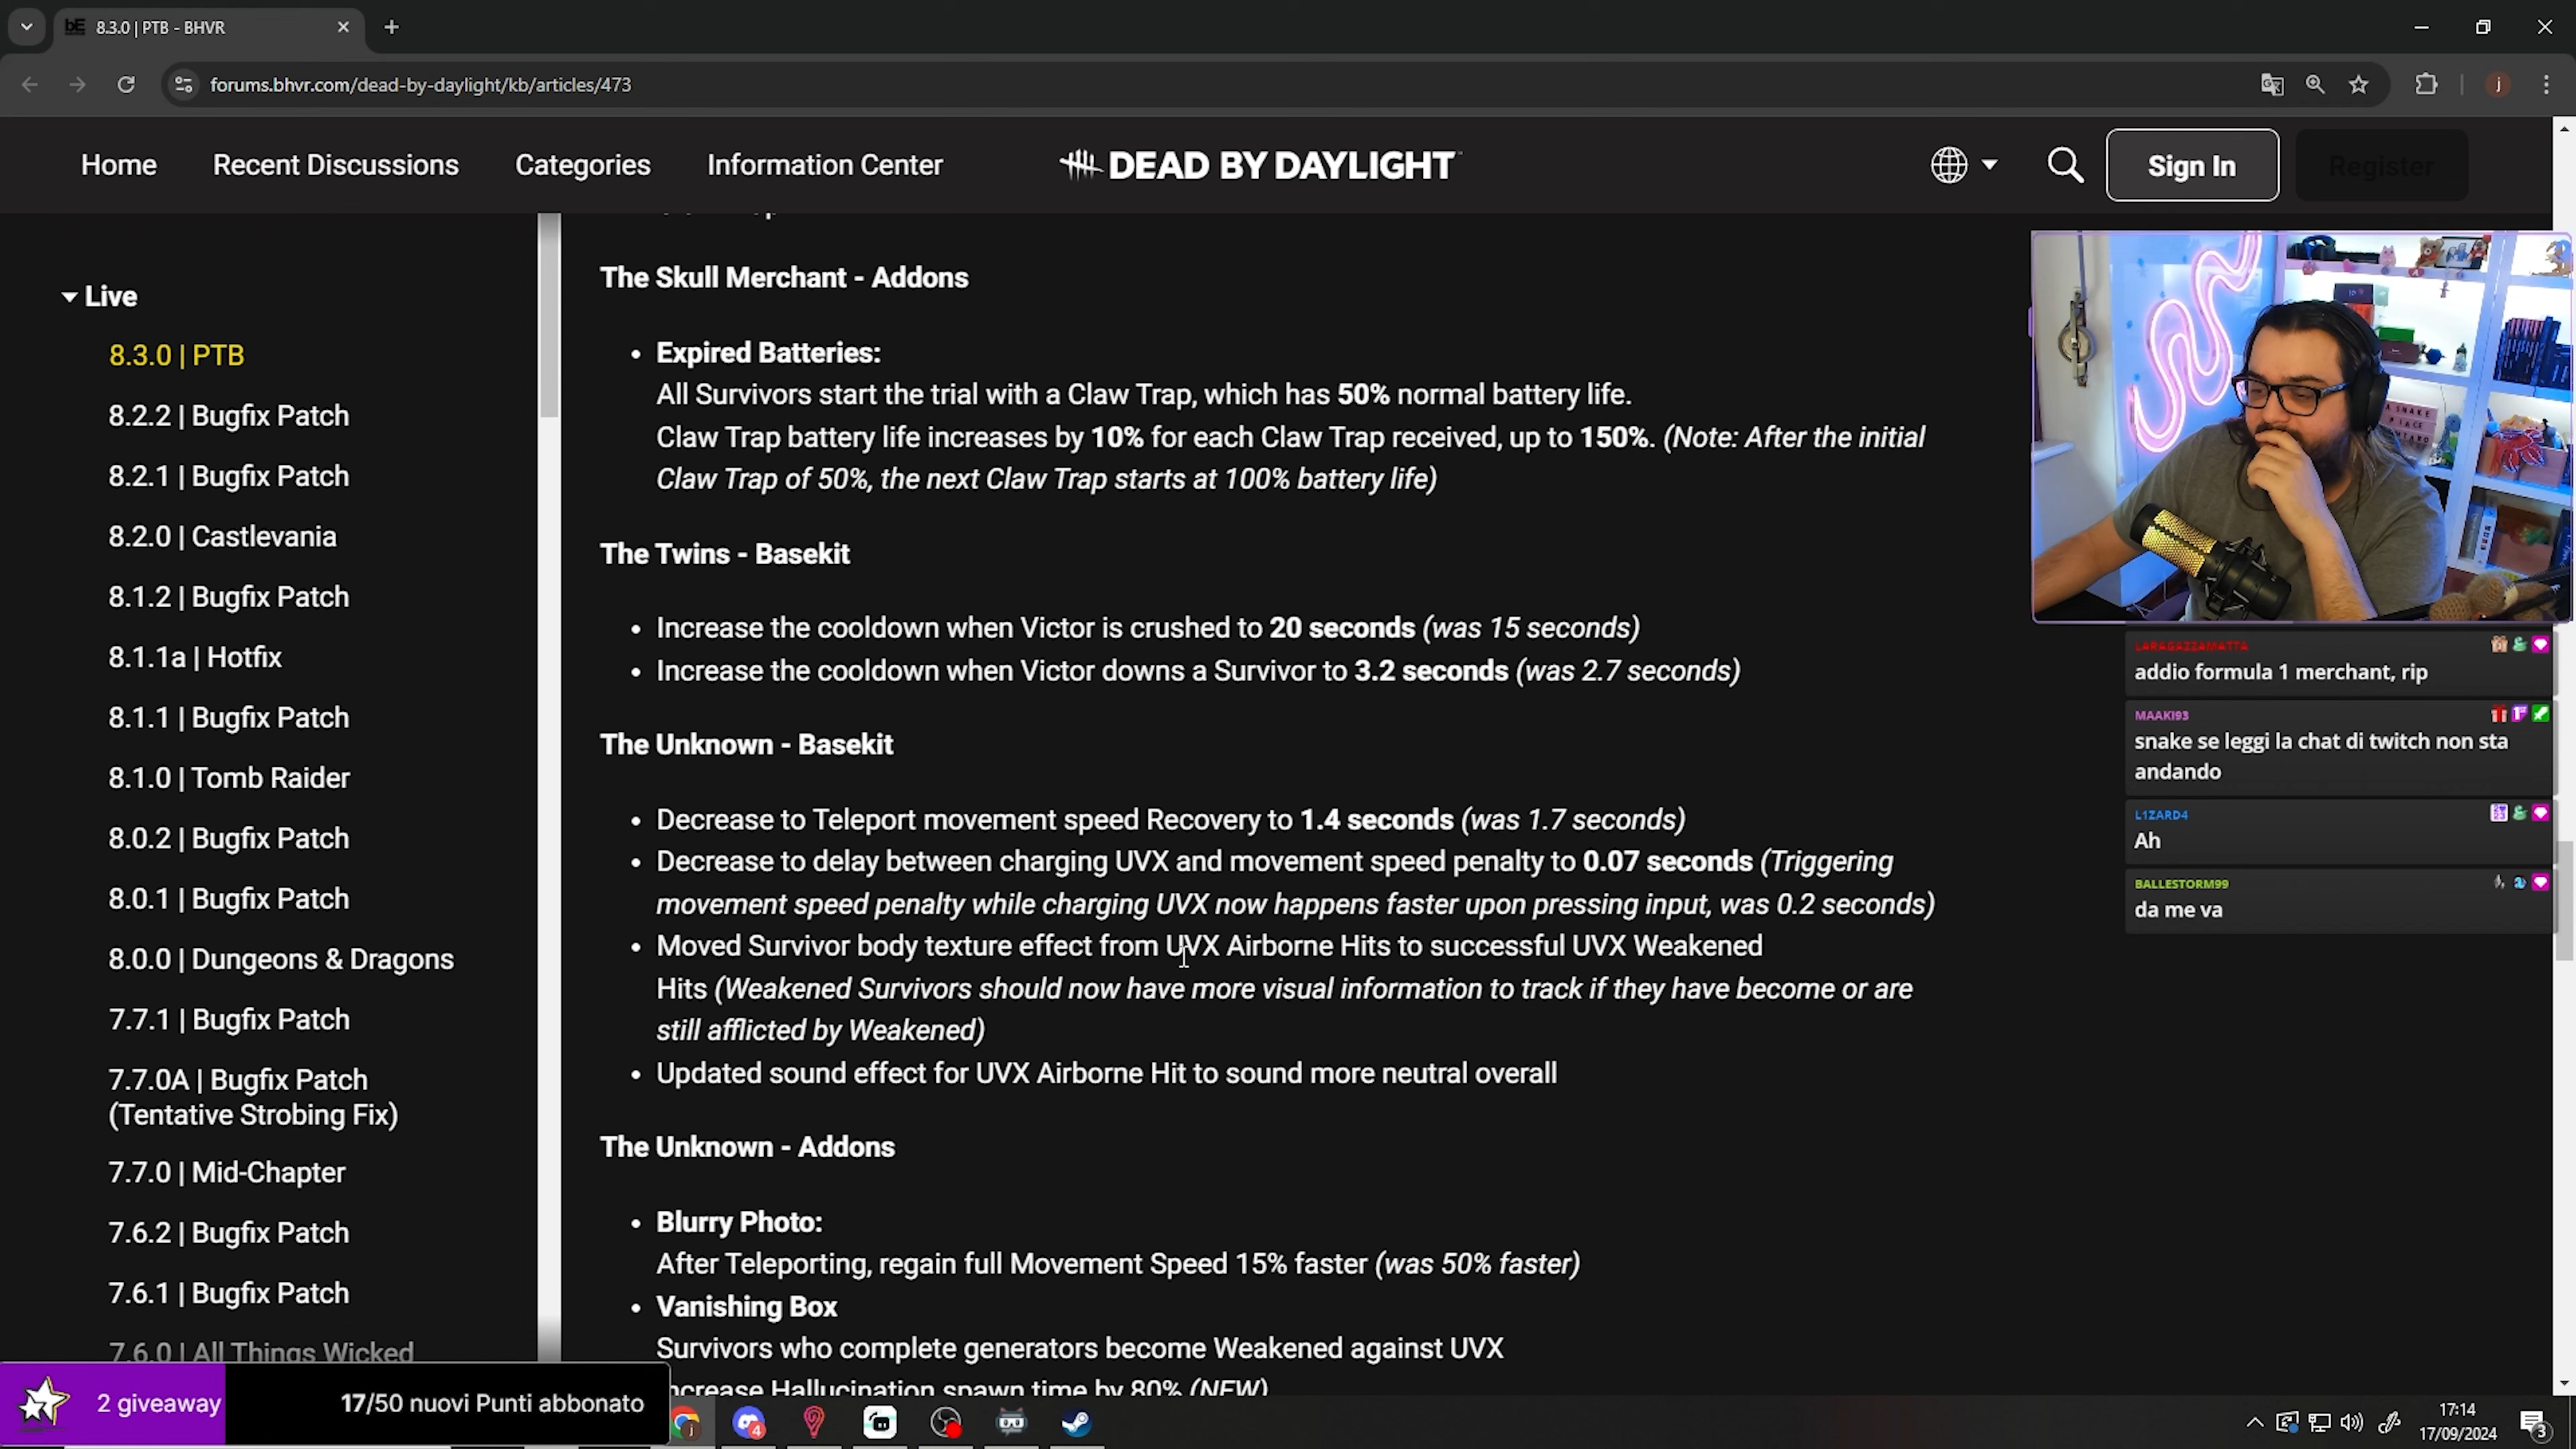 8.3.0 | PTB - BHVR
forums.bhvr.com/dead-by-daylight/kb/articles/473
j
Home
Recent Discussions
Categories
Information Center
DEAD BY DAYLIGHT
Sign In
Register
Live
8.3.0 | PTB
8.2.2 | Bugfix Patch
8.2.1 | Bugfix Patch
8.2.0 | Castlevania
8.1.2 | Bugfix Patch
8.1.1a | Hotfix
8.1.1 | Bugfix Patch
8.1.0 | Tomb Raider
8.0.2 | Bugfix Patch
8.0.1 | Bugfix Patch
8.0.0 | Dungeons & Dragons
7.7.1 | Bugfix Patch
7.7.0A | Bugfix Patch
(Tentative Strobing Fix)
7.7.0 | Mid-Chapter
7.6.2 | Bugfix Patch
7.6.1 | Bugfix Patch
7.6.0 | All Things Wicked
The Skull Merchant - Addons
• Expired Batteries:
All Survivors start the trial with a Claw Trap, which has 50% normal battery life.
Claw Trap battery life increases by 10% for each Claw Trap received, up to 150%. (Note: After the initial
Claw Trap of 50%, the next Claw Trap starts at 100% battery life)
The Twins - Basekit
• Increase the cooldown when Victor is crushed to 20 seconds (was 15 seconds)
• Increase the cooldown when Victor downs a Survivor to 3.2 seconds (was 2.7 seconds)
The Unknown - Basekit
• Decrease to Teleport movement speed Recovery to 1.4 seconds (was 1.7 seconds)
• Decrease to delay between charging UVX and movement speed penalty to 0.07 seconds (Triggering
movement speed penalty while charging UVX now happens faster upon pressing input, was 0.2 seconds)
• Moved Survivor body texture effect from UVX Airborne Hits to successful UVX Weakened
Hits (Weakened Survivors should now have more visual information to track if they have become or are
still afflicted by Weakened)
• Updated sound effect for UVX Airborne Hit to sound more neutral overall
The Unknown - Addons
• Blurry Photo:
After Teleporting, regain full Movement Speed 15% faster (was 50% faster)
• Vanishing Box
Survivors who complete generators become Weakened against UVX
ncrease Hallucination spawn time by 80% (NEW)
LARAGAZZAMATTA
addio formula 1 merchant, rip
MAAKI93
snake se leggi la chat di twitch non sta
andando
L1ZARD4
Ah
BALLESTORM99
da me va
2 giveaway
17/50 nuovi Punti abbonato
j
4
17:14
17/09/2024
3